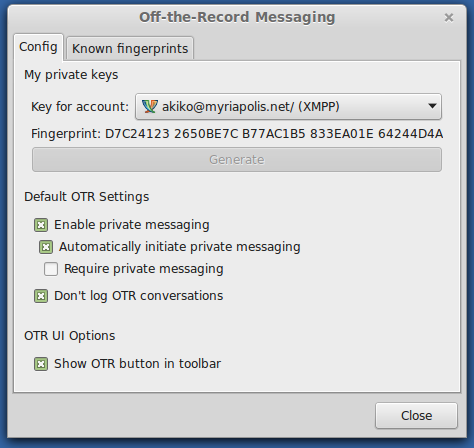 Off-the-Record Messaging
Config Known fingerprints
My private keys
Key for account: akiko@myriapolis.net/ (XMPP)
Fingerprint: D7C24123 2650BE7C B77AC1B5 833EA01E 64244D4A
Generate
Default OTR Settings
Enable private messaging
Automatically initiate private messaging
Require private messaging
Don't log OTR conversations
OTR UI Options
Show OTR button in toolbar
Close